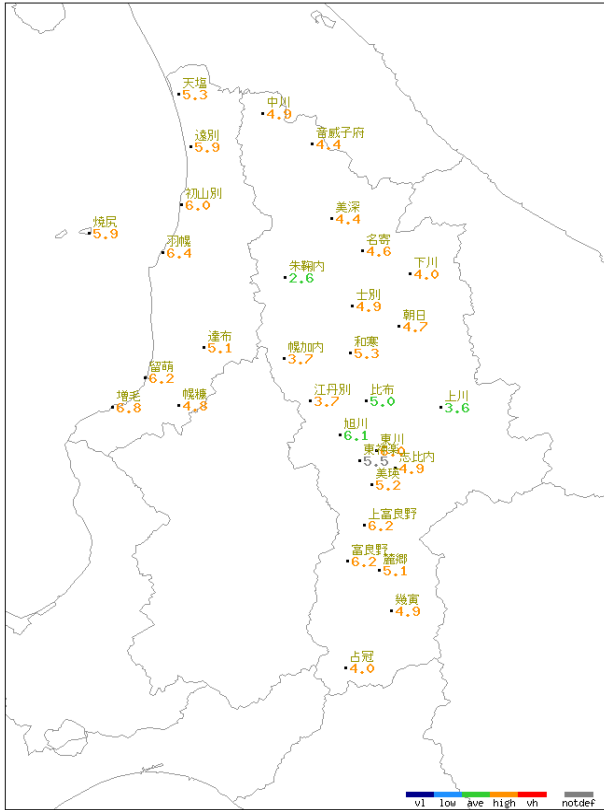 天塩
5.3
中川
4.9
音威子府
4.4
遠別
5.9
初山別
6.0
美深
4.4
焼尻
5.9
羽幌
6.4
名寄
4.6
下川
4.0
朱鞠内
2.6
士別
4.9
朝日
4.7
達布
5.1
幌加内
3.7
和寒
5.3
留萌
6.2
増毛
6.8
幌糠
4.8
江丹別
3.7
比布
5.0
上川
3.6
旭川
6.1
東川
東神楽
5.5
志比内
4.9
美瑛
5.2
上富良野
6.2
富良野
6.2
麓郷
5.1
幾寅
4.9
占冠
4.0
vl low ave high vh notdef